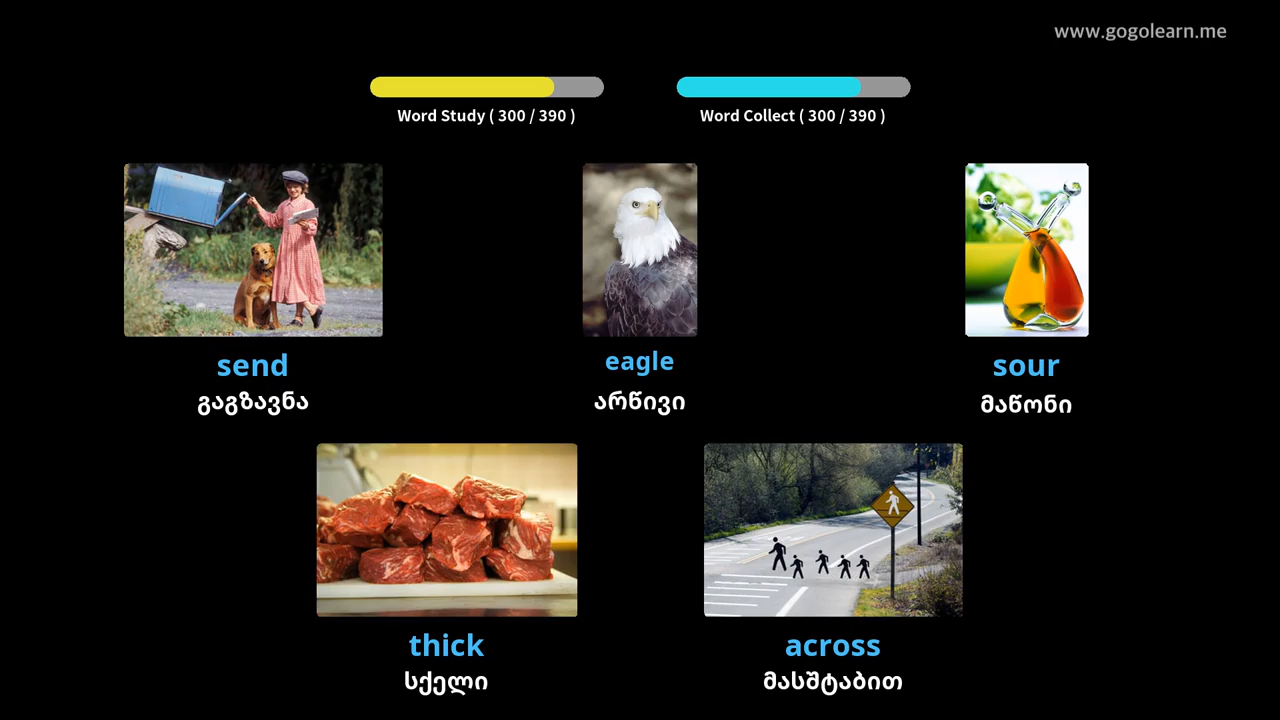 www.gogolearn.me
Word Study ( 300 / 390 )
Word Collect ( 300 / 390 )
send
გაგზავნა
eagle
არწივი
sour
მაწონი
thick
სქელი
across
მასშტაბით